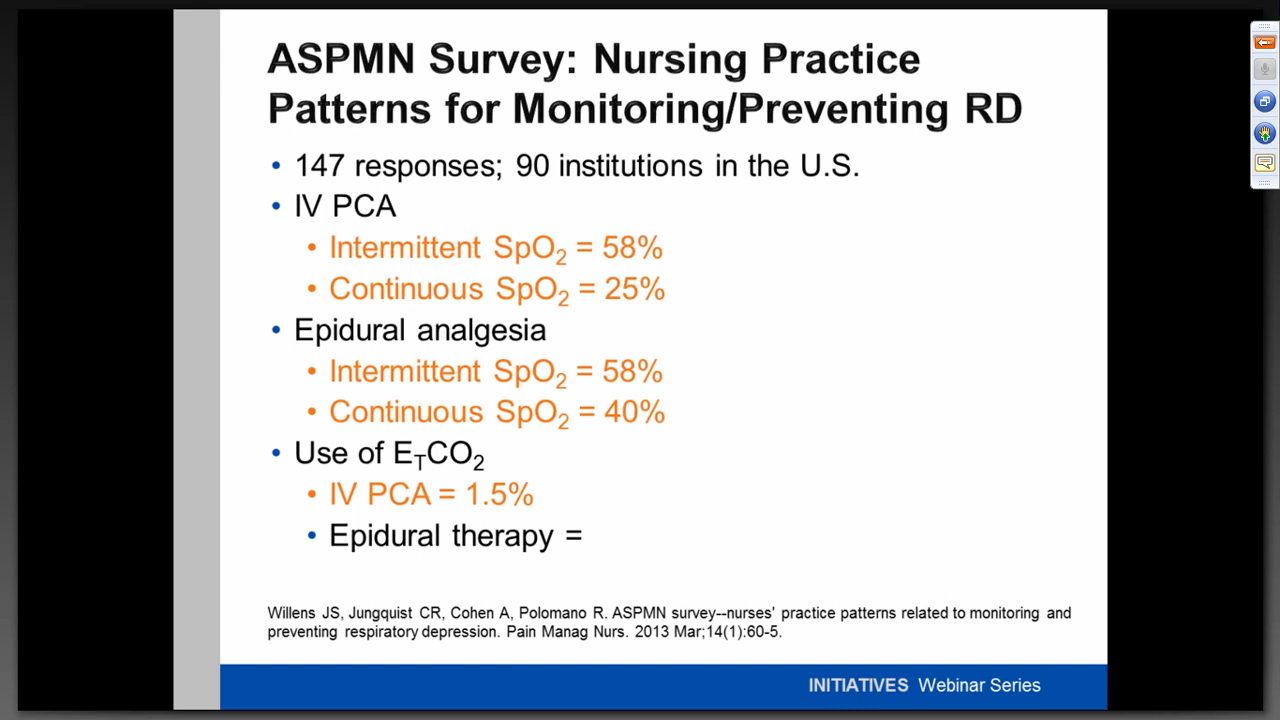 ASPMN Survey: Nursing Practice
Patterns for Monitoring/Preventing RD
• 147 responses; 90 institutions in the U.S.
• IV PCA
• Intermittent SpO₂ = 58%
• Continuous SpO₂ = 25%
• Epidural analgesia
• Intermittent SpO₂ = 58%
• Continuous SpO₂ = 40%
• Use of EᴛCO₂
• IV PCA = 1.5%
• Epidural therapy =
Willens JS, Jungquist CR, Cohen A, Polomano R. ASPMN survey--nurses' practice patterns related to monitoring and
preventing respiratory depression. Pain Manag Nurs. 2013 Mar;14(1):60-5.
INITIATIVES Webinar Series